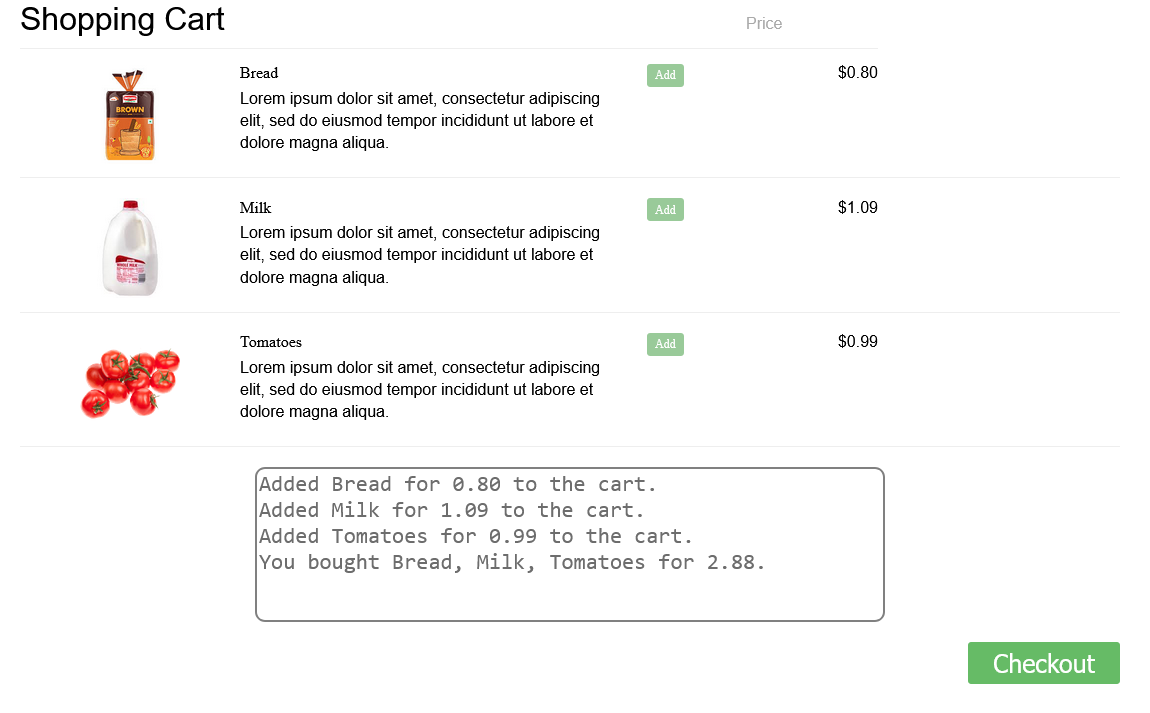 Shopping Cart
Price
Bread
Add
$0.80
Lorem ipsum dolor sit amet, consectetur adipiscing
elit, sed do eiusmod tempor incididunt ut labore et
dolore magna aliqua.
BROWN
Milk
Add
$1.09
Lorem ipsum dolor sit amet, consectetur adipiscing
elit, sed do eiusmod tempor incididunt ut labore et
dolore magna aliqua.
Tomatoes
Add
$0.99
Lorem ipsum dolor sit amet, consectetur adipiscing
elit, sed do eiusmod tempor incididunt ut labore et
dolore magna aliqua.
Added Bread for 0.80 to the cart.
Added Milk for 1.09 to the cart.
Added Tomatoes for 0.99 to the cart.
You bought Bread, Milk, Tomatoes for 2.88.
Checkout